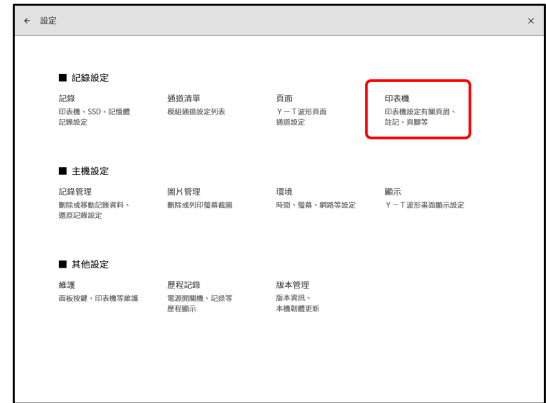 ← 設定 ×
■ 記錄設定
記錄 通道清單 頁面 印表機
印表機、SSD、記憶體 模組通道設定列表 Y－T 波形頁面 印表機設定有關頁眉、
記錄設定 通道設定 註記、頁腳等
■ 主機設定
記錄管理 圖片管理 環境 顯示
刪除或移動記錄資料、 刪除或列印螢幕截圖 時間、螢幕、網路等設定 Y－T 波形畫面顯示設定
還原記錄設定
■ 其他設定
維護 歷程記錄 版本管理
面板按鍵、印表機等維護 電源開關機、記錄等 版本資訊、
歷程顯示 本機韌體更新